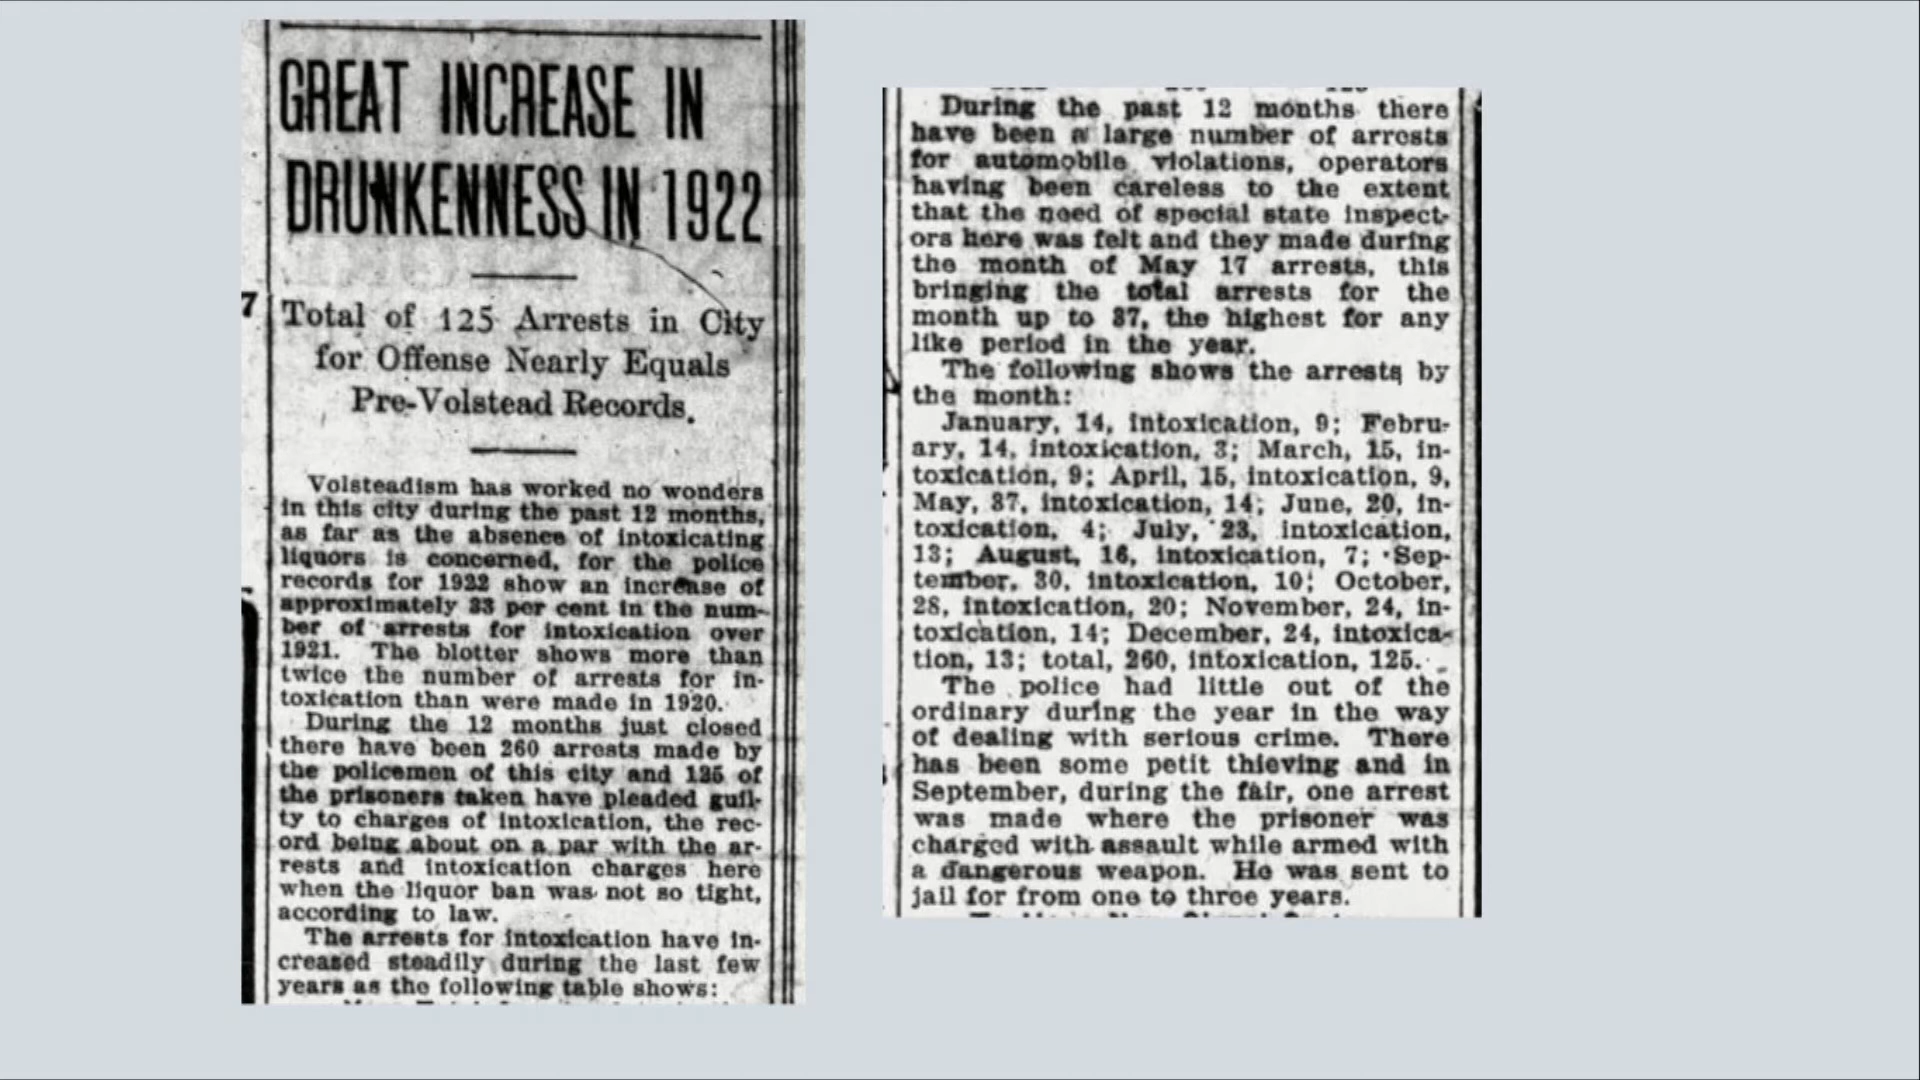 GREAT INCREASE IN
DRUNKENNESS IN 1922
7
Total of 125 Arrests in City
for Offense Nearly Equals
Pre-Volstead Records.
Volsteadism has worked no wonders
in this city during the past 12 months,
as far as the absence of intoxicating
liquors is concerned, for the police
records for 1922 show an increase of
approximately 33 per cent in the num-
ber of arrests for intoxication over
1921. The blotter shows more than
twice the number of arrests for in-
toxication than were made in 1920.
During the 12 months just closed
there have been 260 arrests made by
the policemen of this city and 125 of
the prisoners taken have pleaded guil-
ty to charges of intoxication, the rec-
ord being about on a par with the ar-
rests and intoxication charges here
when the liquor ban was not so tight,
according to law.
The arrests for intoxication have in-
creased steadily during the last few
years as the following table shows:
During the past 12 months there
have been a large number of arrests
for automobile violations, operators
having been careless to the extent
that the need of special state inspect-
ors here was felt and they made during
the month of May 17 arrests, this
bringing the total arrests for the
month up to 37, the highest for any
like period in the year.
The following shows the arrests by
the month:
January, 14, intoxication, 9; Febru-
ary, 14, intoxication, 3; March, 15, in-
toxication, 9; April, 15, intoxication, 9,
May, 37, intoxication, 14; June, 20, in-
toxication, 4; July, 23, intoxication,
13; August, 16, intoxication, 7; Sep-
tember, 30, intoxication, 10; October,
28, intoxication, 20; November, 24, in-
toxication, 14; December, 24, intoxica-
tion, 13; total, 260, intoxication, 125.
The police had little out of the
ordinary during the year in the way
of dealing with serious crime. There
has been some petit thieving and in
September, during the fair, one arrest
was made where the prisoner was
charged with assault while armed with
a dangerous weapon. He was sent to
jail for from one to three years.